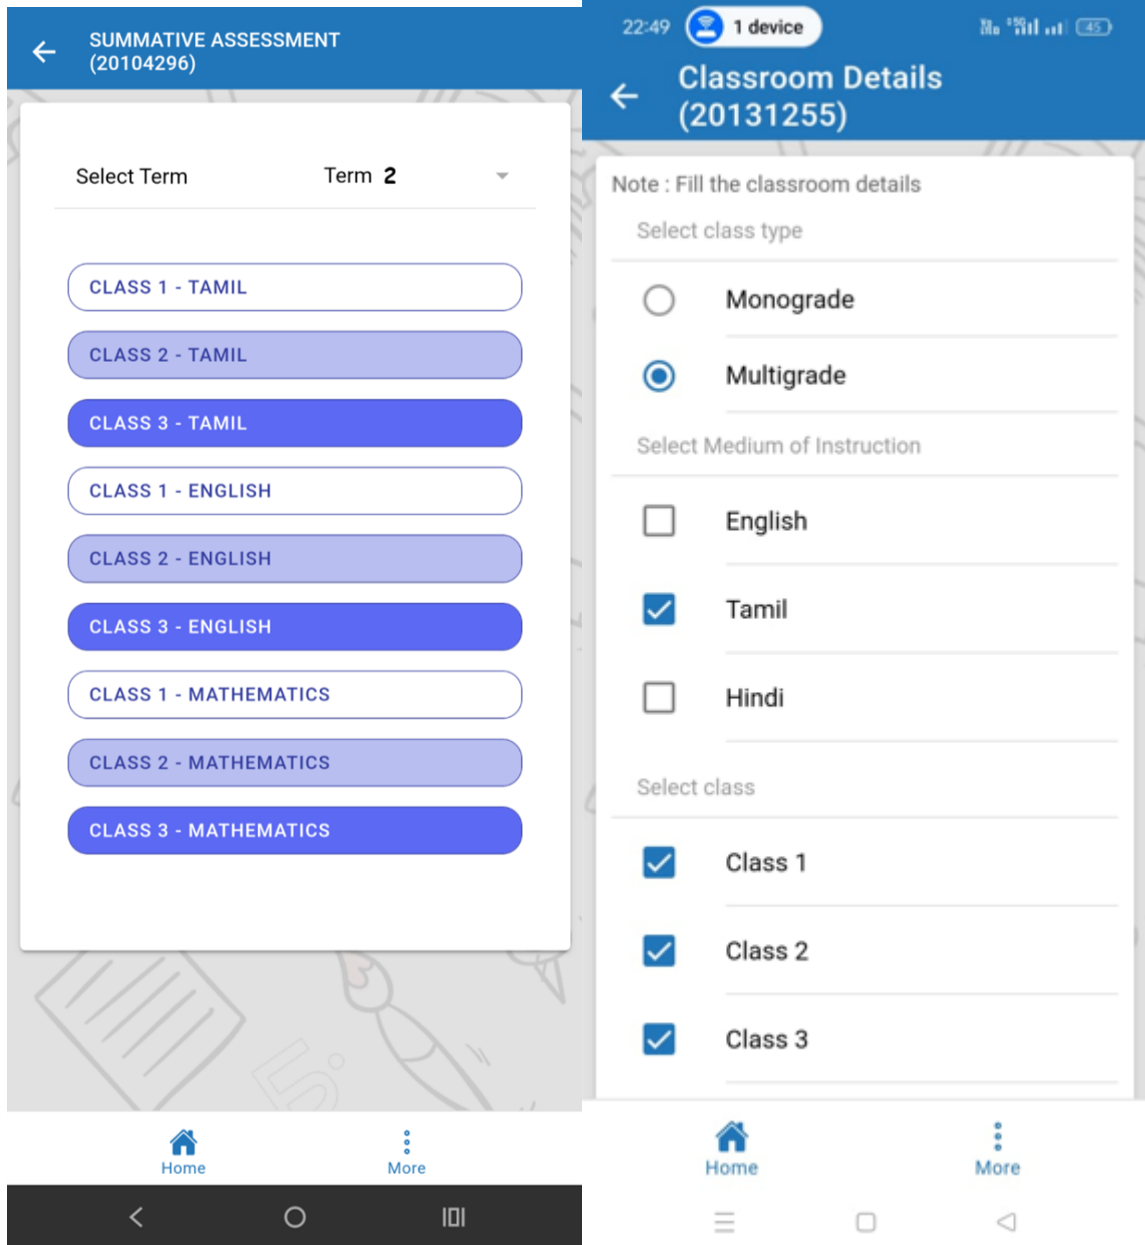 SUMMATIVE ASSESSMENT
(20104296)
Select Term
Term 2
CLASS 1 - TAMIL
CLASS 2 - TAMIL
CLASS 3 - TAMIL
CLASS 1 - ENGLISH
CLASS 2 - ENGLISH
CLASS 3 - ENGLISH
CLASS 1 - MATHEMATICS
CLASS 2 - MATHEMATICS
CLASS 3 - MATHEMATICS
Home
More
22:49
1 device
45
Classroom Details
(20131255)
Note : Fill the classroom details
Select class type
Monograde
Multigrade
Select Medium of Instruction
English
Tamil
Hindi
Select class
Class 1
Class 2
Class 3
Home
More